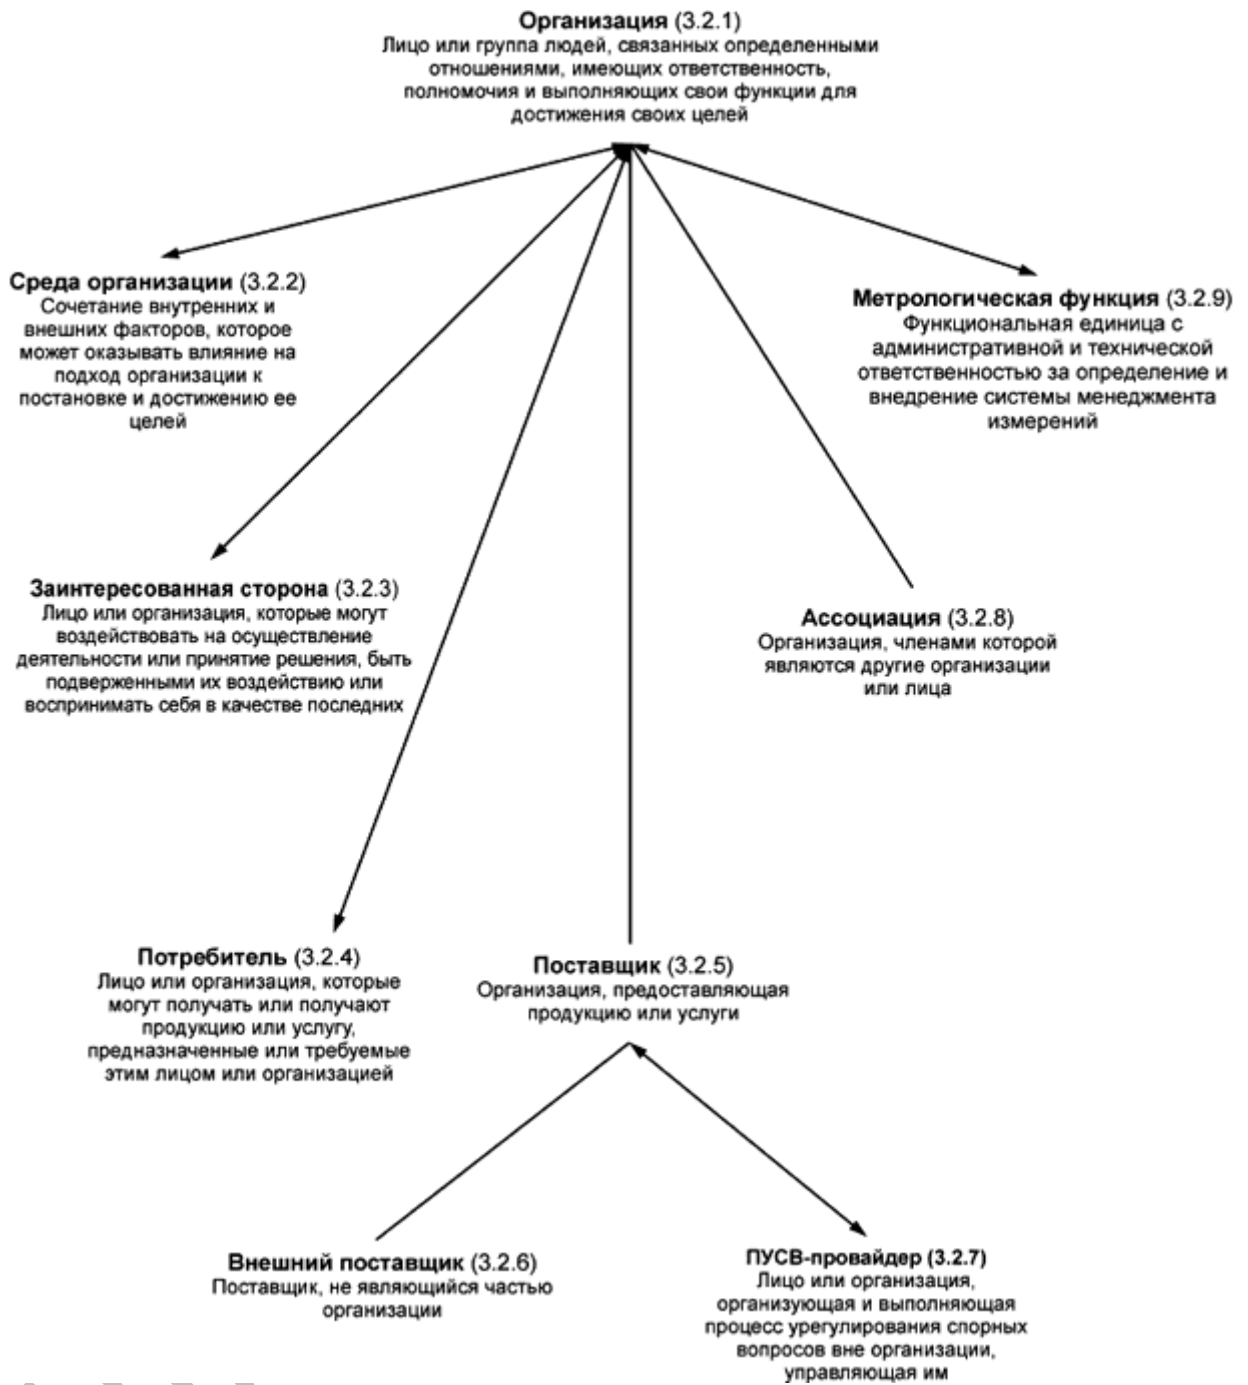 Организация (3.2.1)
Лицо или группа людей, связанных определенными
отношениями, имеющих ответственность,
полномочия и выполняющих свои функции для
достижения своих целей
Среда организации (3.2.2)
Сочетание внутренних и
внешних факторов, которое
может оказывать влияние на
подход организации к
постановке и достижению ее
целей
Метрологическая функция (3.2.9)
Функциональная единица с
административной и технической
ответственностью за определение и
внедрение системы менеджмента
измерений
Заинтересованная сторона (3.2.3)
Лицо или организация, которые могут
воздействовать на осуществление
деятельности или принятие решения, быть
подверженными их воздействию или
воспринимать себя в качестве последних
Ассоциация (3.2.8)
Организация, членами которой
являются другие организации
или лица
Потребитель (3.2.4)
Лицо или организация, которые
могут получать или получают
продукцию или услугу,
предназначенные или требуемые
этим лицом или организацией
Поставщик (3.2.5)
Организация, предоставляющая
продукцию или услуги
Внешний поставщик (3.2.6)
Поставщик, не являющийся частью
организации
ПУСВ-провайдер (3.2.7)
Лицо или организация,
организующая и выполняющая
процесс урегулирования спорных
вопросов вне организации,
управляющая им